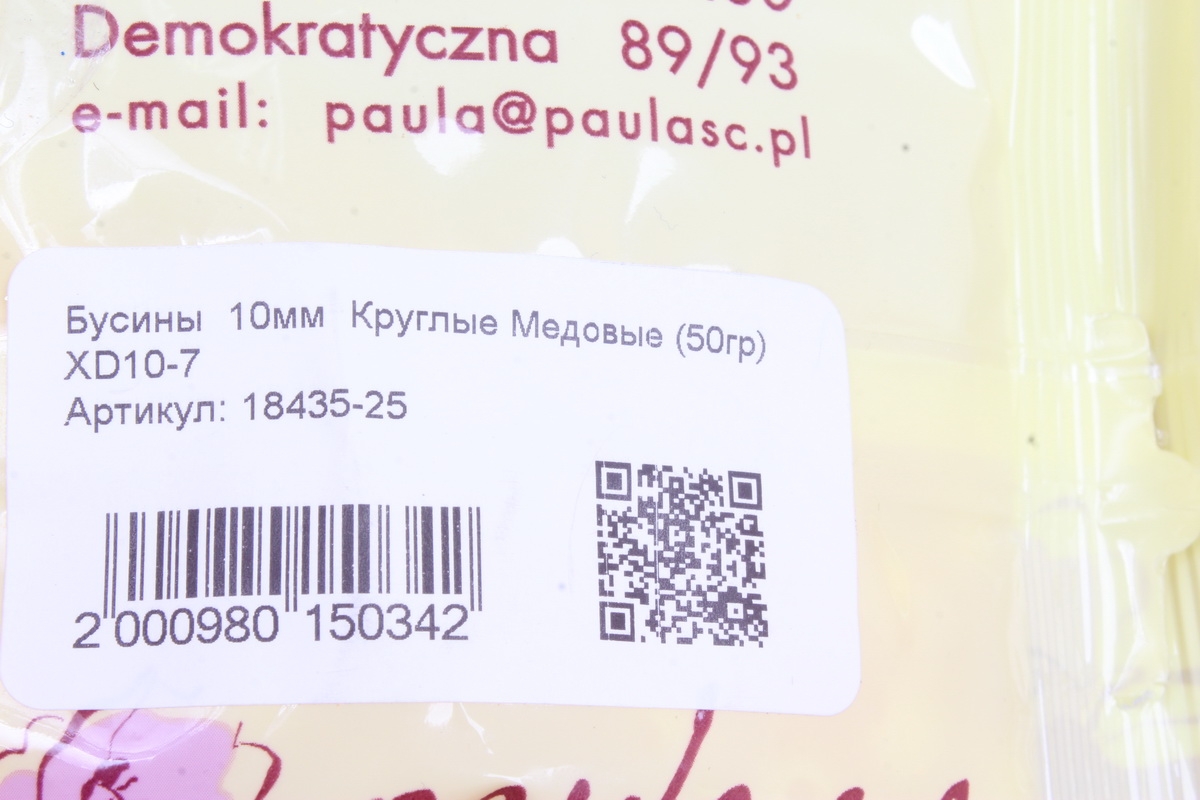 Demokratyczna 89/93
e-mail: paula@paulasc.pl
Бусины 10мм Круглые Медовые (50гр)
XD10-7
Артикул: 18435-25
2 000980 150342